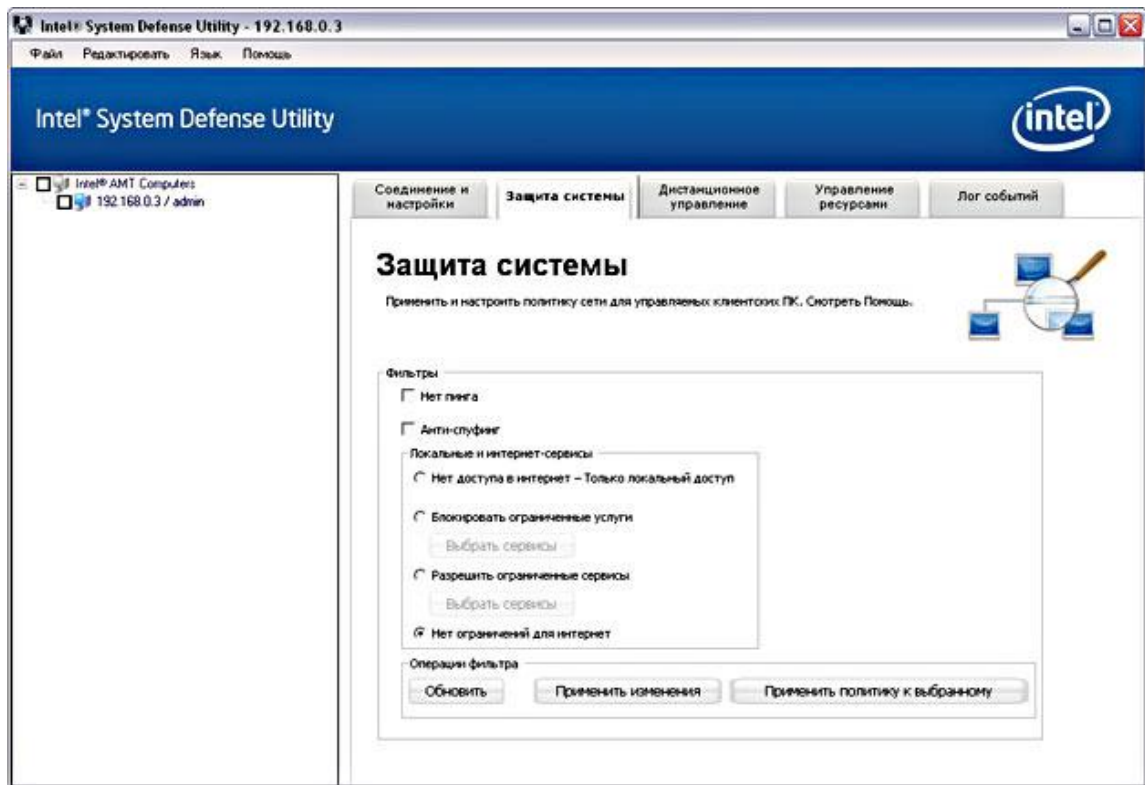 Intel® System Defense Utility - 192.168.0.3
Файл Редактировать Язык Помощь
Intel® System Defense Utility
intel
Intel® AMT Computers
192.168.0.3 / admin
Соединение и
настройки
Защита системы
Дистанционное
управление
Управление
ресурсами
Лог событий
Защита системы
Применить и настроить политику сети для управляемых клиентских ПК. Смотреть Помощь.
Фильтры
Нет пинга
Анти-спуфинг
Локальные и интернет-сервисы
Нет доступа в интернет – Только локальный доступ
Блокировать ограниченные услуги
Выбрать сервисы
Разрешить ограниченные сервисы
Выбрать сервисы
Нет ограничений для интернет
Операции фильтра
Обновить
Применить изменения
Применить политику к выбранному